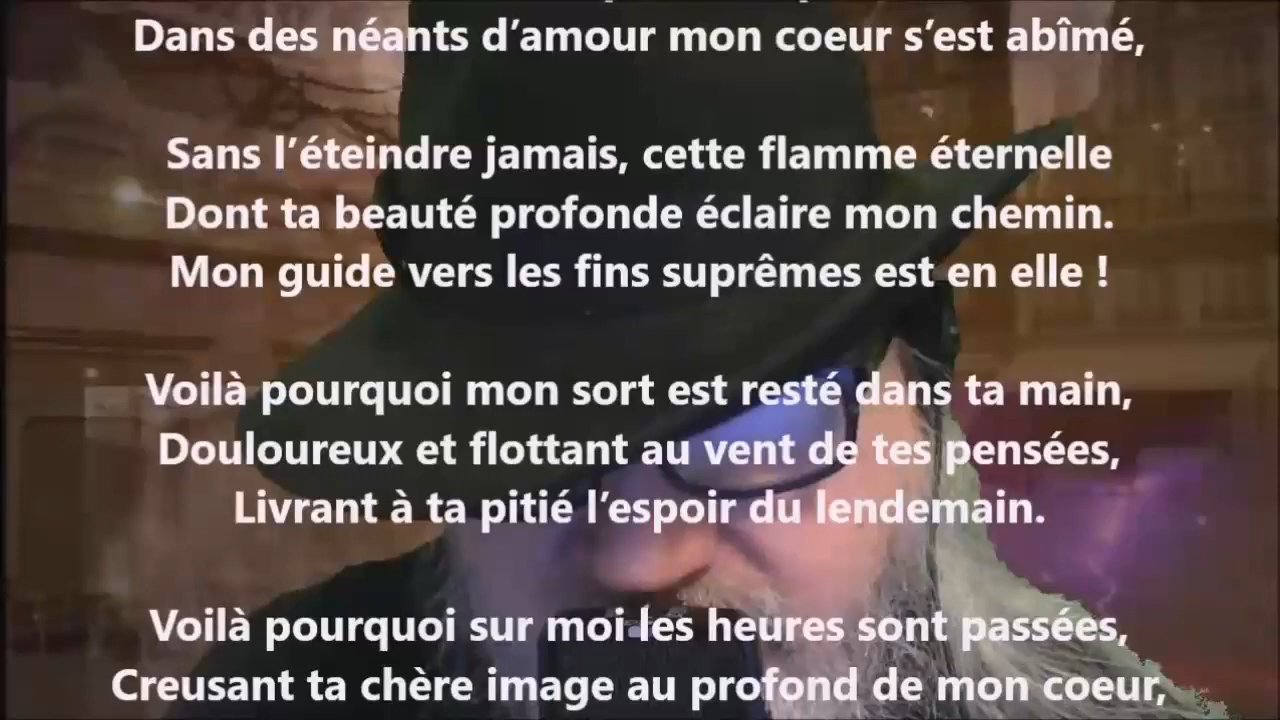 Dans des néants d’amour mon coeur s’est abîmé,
Sans l’éteindre jamais, cette flamme éternelle
Dont ta beauté profonde éclaire mon chemin.
Mon guide vers les fins suprêmes est en elle !
Voilà pourquoi mon sort est resté dans ta main,
Douloureux et flottant au vent de tes pensées,
Livrant à ta pitié l’espoir du lendemain.
Voilà pourquoi sur moi les heures sont passées,
Creusant ta chère image au profond de mon coeur,